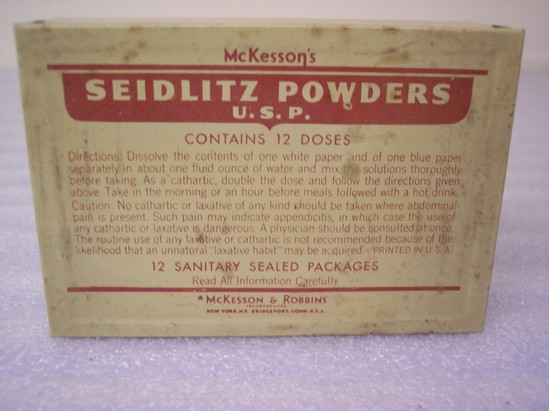 McKesson's
SEIDLITZ POWDERS
U.S.P.
CONTAINS 12 DOSES
Directions: Dissolve the contents of one white paper and of one blue paper
separately in about one fluid ounce of water and mix the solutions thoroughly
before taking. As a cathartic, double the dose and follow the directions given
above. Take in the morning or an hour before meals followed with a hot drink.
Caution: No cathartic or laxative of any kind should be taken where abdominal
pain is present. Such pain may indicate appendicitis, in which case the use of
any cathartic or laxative is dangerous. A physician should be consulted at once.
The routine use of any laxative or cathartic is not recommended because of the
likelihood that an unnatural "laxative habit" may be acquired. PRINTED IN U.S.A.
12 SANITARY SEALED PACKAGES
Read All Information Carefully
*McKESSON & ROBBINS
INCORPORATED
NEW YORK, N.Y. BRIDGEPORT, CONN. U.S.A.